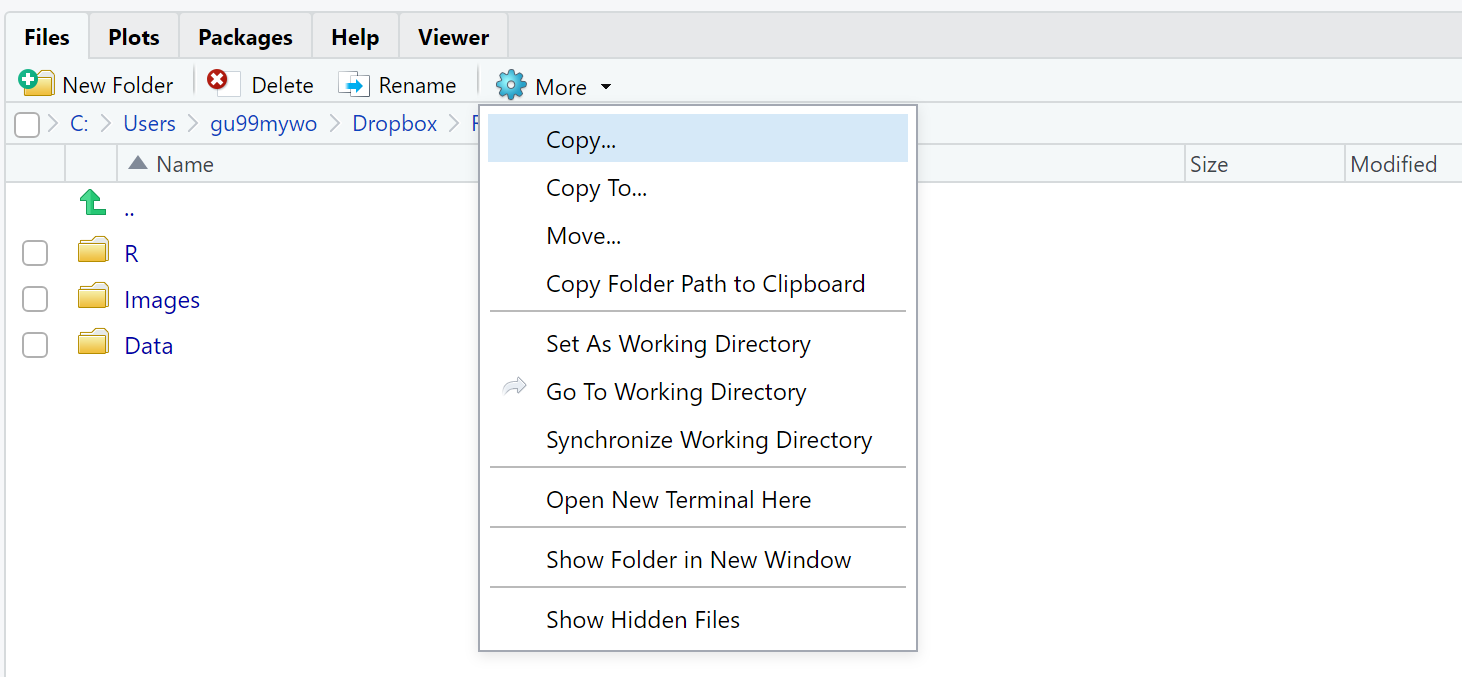 Files Plots Packages Help Viewer
New Folder Delete Rename More
C: Users gu99mywo Dropbox
Name Size Modified
..
R
Images
Data
Copy...
Copy To...
Move...
Copy Folder Path to Clipboard
Set As Working Directory
Go To Working Directory
Synchronize Working Directory
Open New Terminal Here
Show Folder in New Window
Show Hidden Files